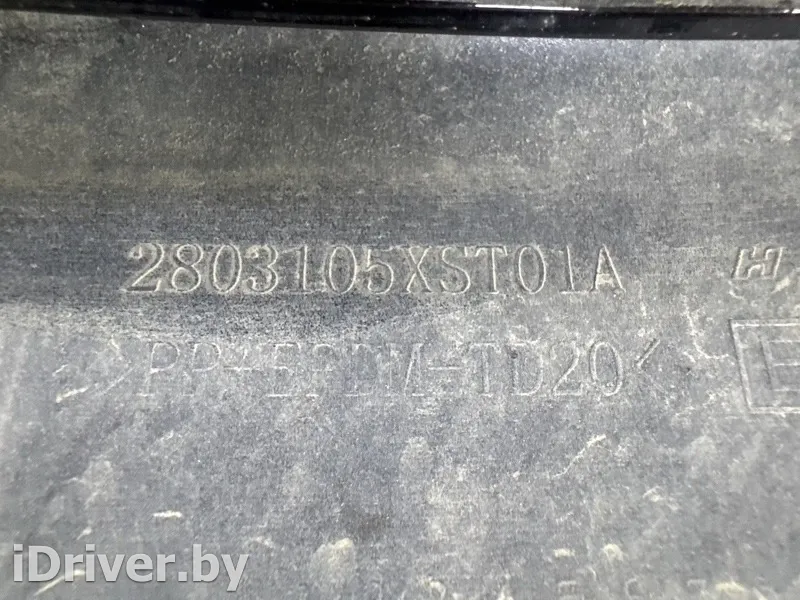 2803105XST01A
H
>PP+EPDM-TD20<
E
iDriver.by